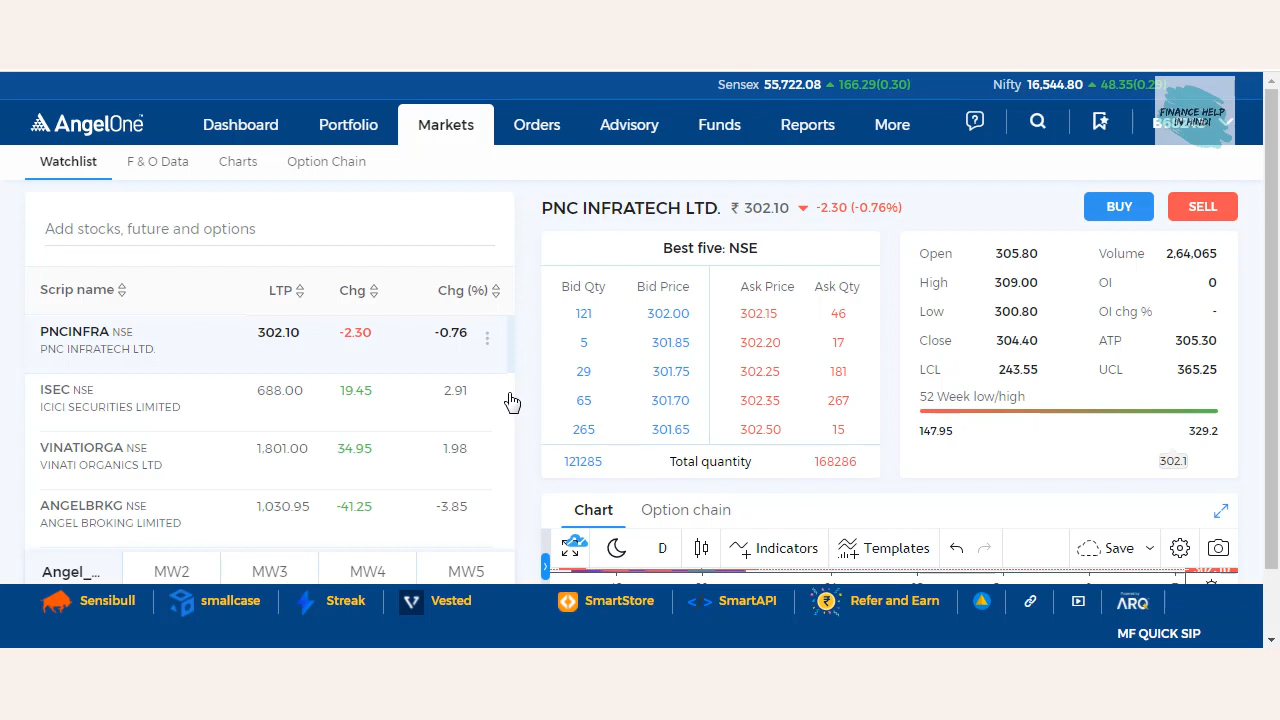 Sensex 55,722.08 166.29(0.30) Nifty 16,544.80 48.35(0.29)
AngelOne Dashboard Portfolio Markets Orders Advisory Funds Reports More
FINANCE HELP
IN HINDI
Watchlist F & O Data Charts Option Chain
Add stocks, future and options
Scrip name LTP Chg Chg (%)
PNCINFRA NSE 302.10 -2.30 -0.76
PNC INFRATECH LTD.
ISEC NSE 688.00 19.45 2.91
ICICI SECURITIES LIMITED
VINATIORGA NSE 1,801.00 34.95 1.98
VINATI ORGANICS LTD
ANGELBRKG NSE 1,030.95 -41.25 -3.85
ANGEL BROKING LIMITED
Angel_... MW2 MW3 MW4 MW5
PNC INFRATECH LTD. ₹ 302.10 -2.30 (-0.76%) BUY SELL
Best five: NSE
Bid Qty Bid Price Ask Price Ask Qty
121 302.00 302.15 46
5 301.85 302.20 17
29 301.75 302.25 181
65 301.70 302.35 267
265 301.65 302.50 15
121285 Total quantity 168286
Open 305.80 Volume 2,64,065
High 309.00 OI 0
Low 300.80 OI chg % -
Close 304.40 ATP 305.30
LCL 243.55 UCL 365.25
52 Week low/high
147.95 329.2
302.1
Chart Option chain
D Indicators Templates Save
Sensibull smallcase Streak Vested SmartStore < > SmartAPI Refer and Earn Powered by ARQ
MF QUICK SIP